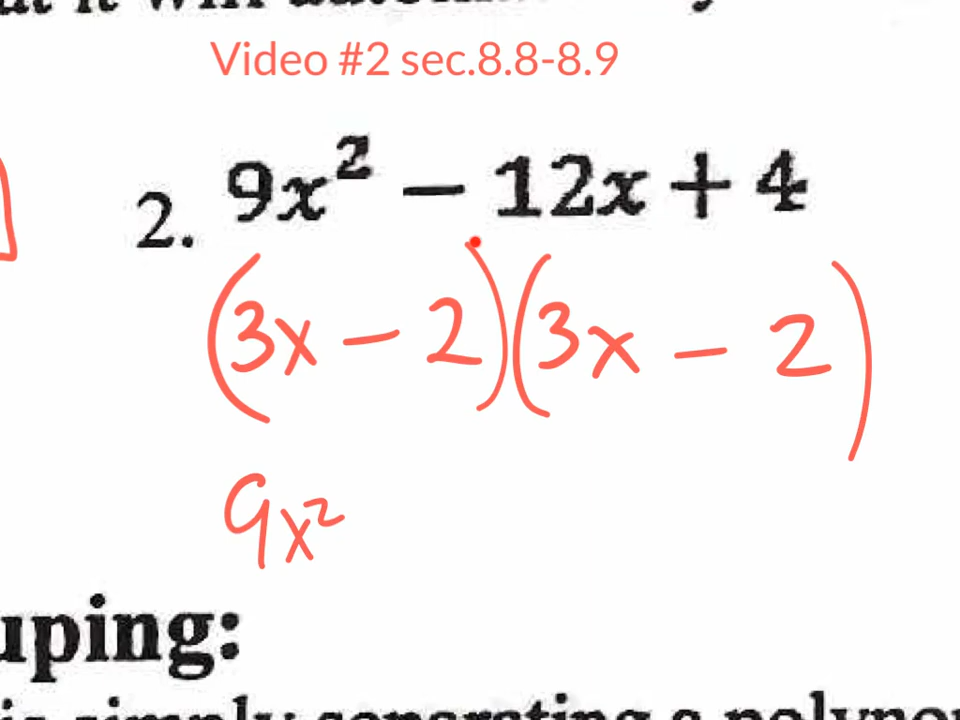 Video #2 sec.8.8-8.9
2. 9x² − 12x + 4
(3x − 2)(3x − 2)
9x²
uping: